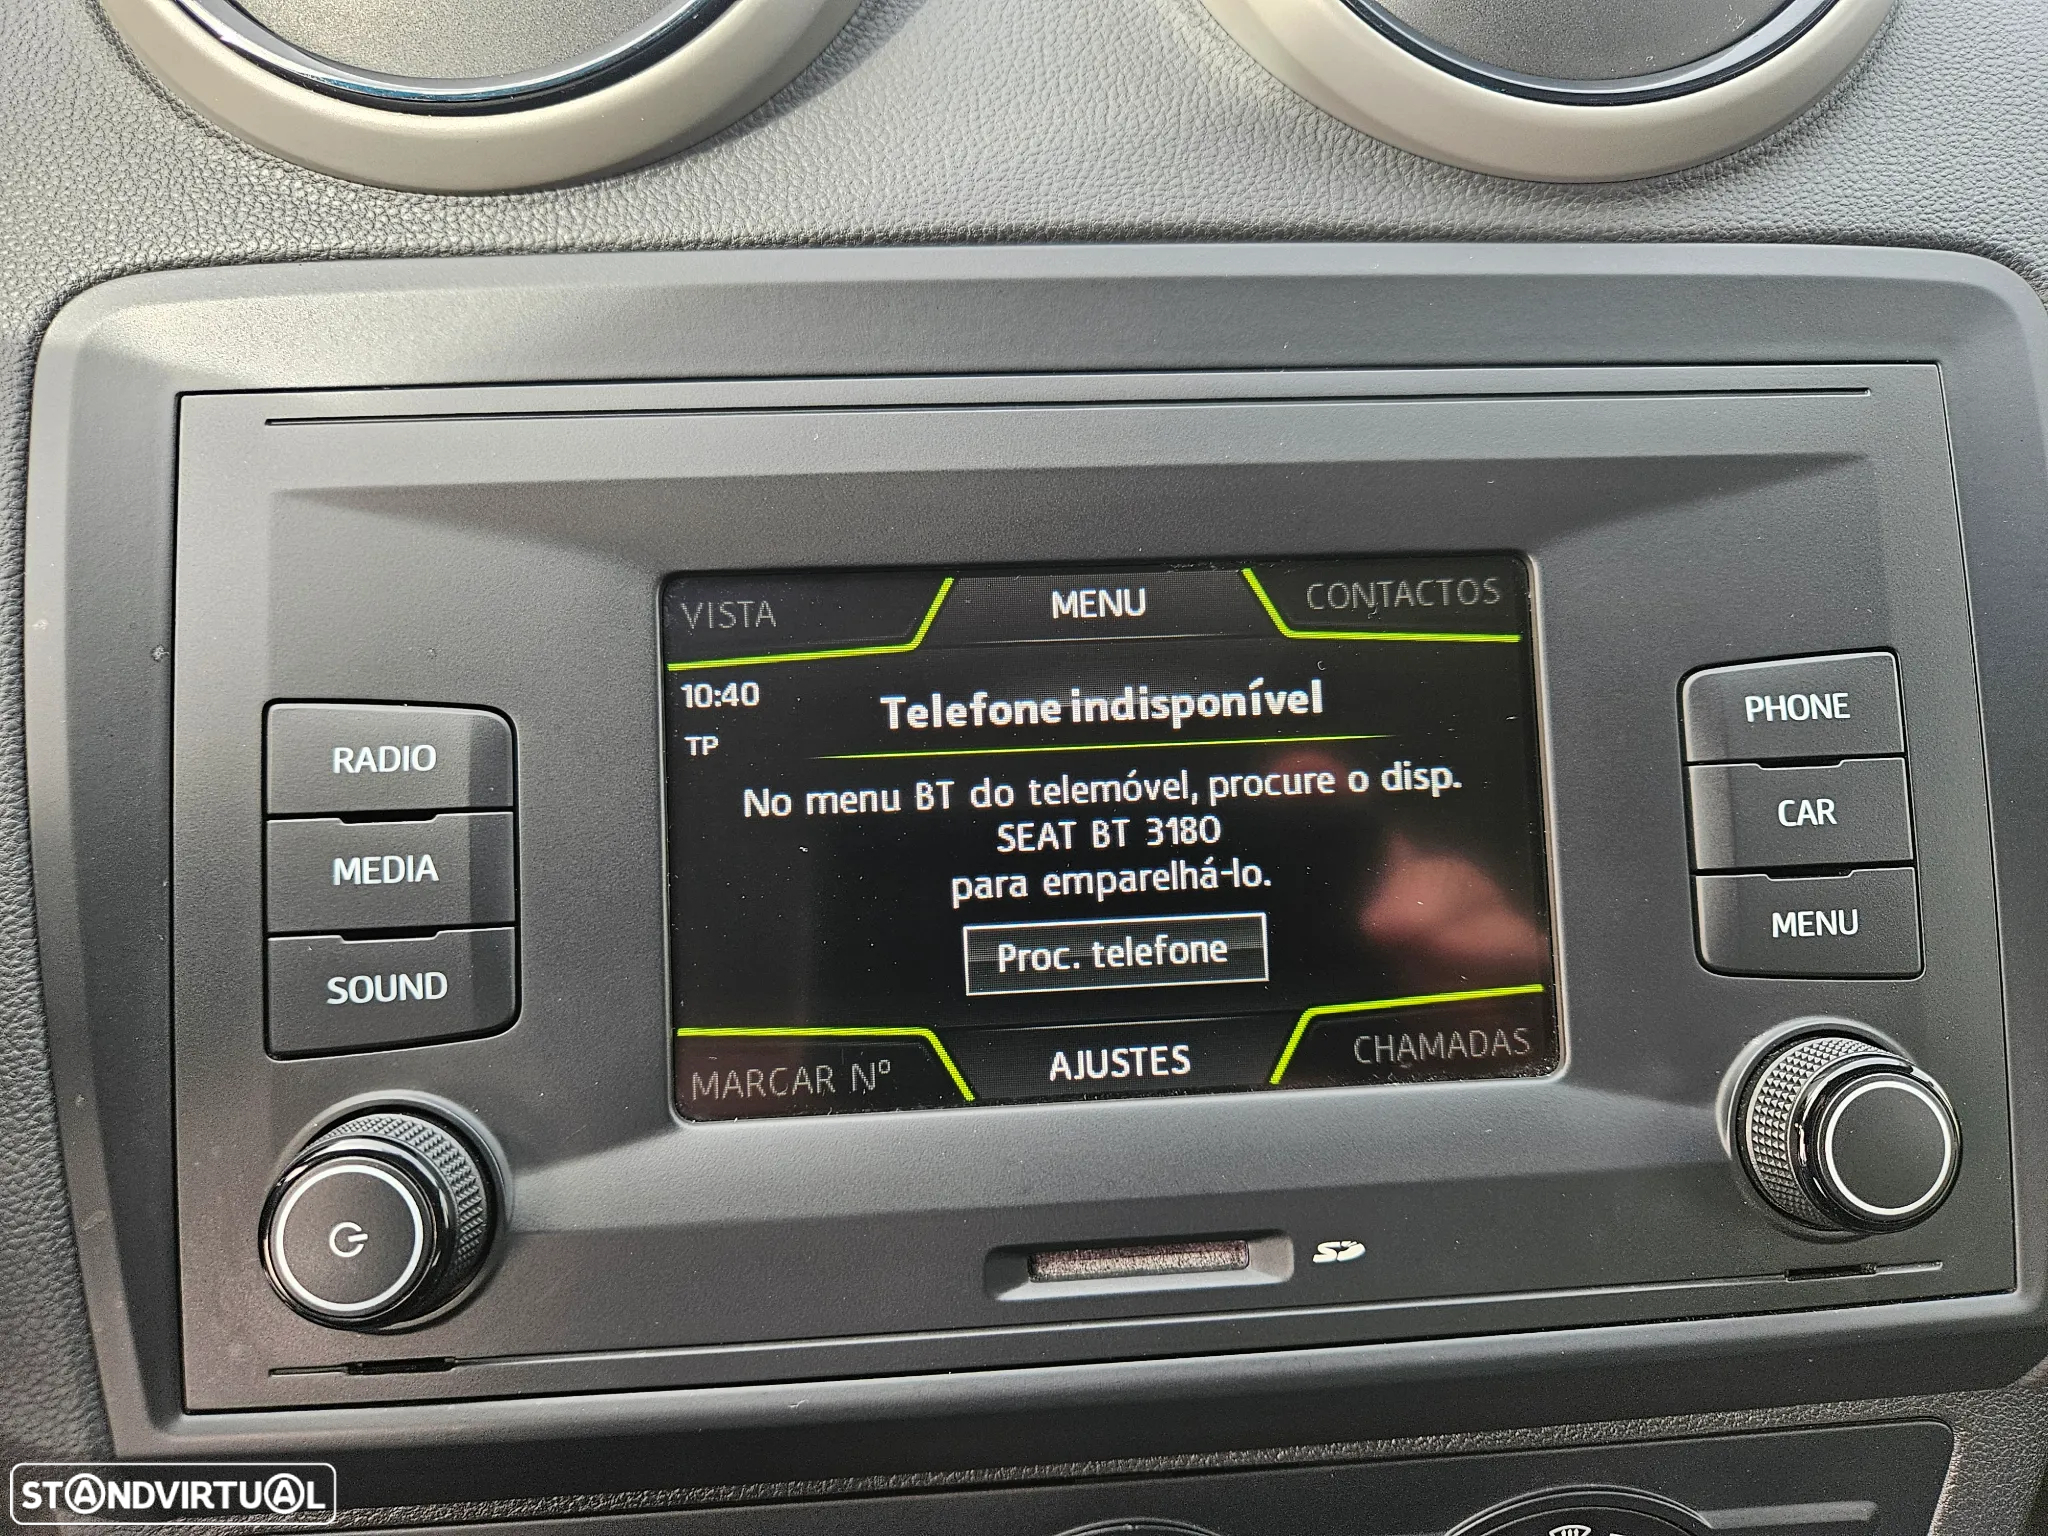 VISTA
MENU
CONTACTOS
10:40
TP
Telefone indisponível
No menu BT do telemóvel, procure o disp.
SEAT BT 3180
para emparelhá-lo.
Proc. telefone
MARCAR Nº
AJUSTES
CHAMADAS
RADIO
MEDIA
SOUND
PHONE
CAR
MENU
SD
STANDVIRTUAL